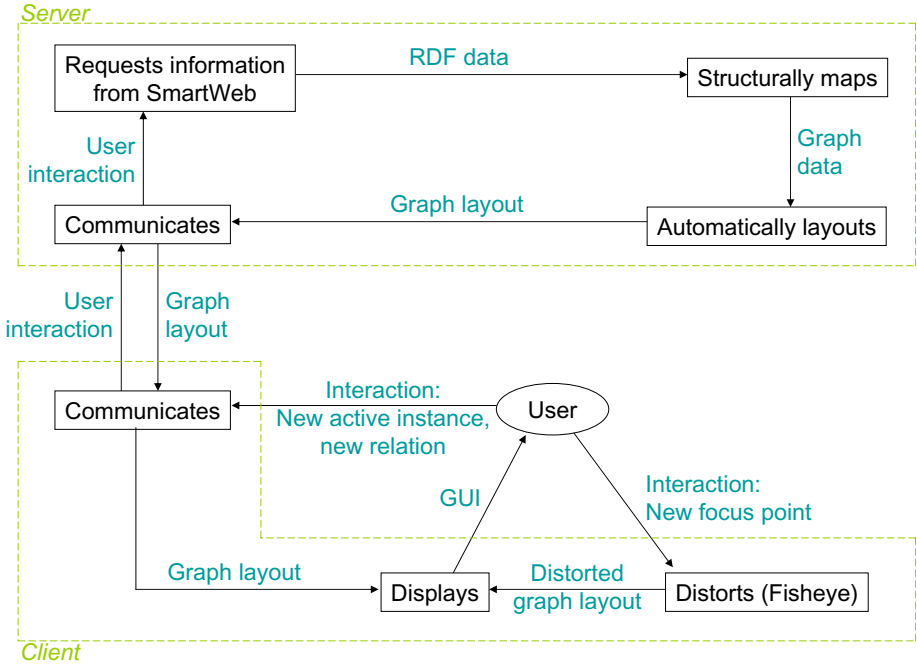 Server
Requests information
from SmartWeb
RDF data
Structurally maps
User
interaction
Graph
data
Communicates
Graph layout
Automatically layouts
User
interaction
Graph
layout
Communicates
Interaction:
New active instance,
new relation
User
GUI
Interaction:
New focus point
Graph layout
Displays
Distorted
graph layout
Distorts (Fisheye)
Client